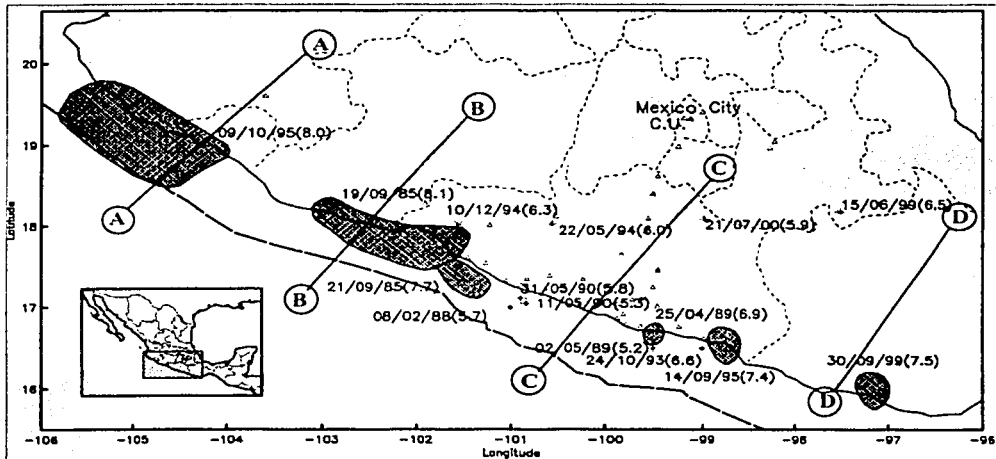 20
19
18
17
16
Latitude
A
A
B
B
C
C
D
D
Mexico City
C.U.
09/10/95(8.0)
19/09/85(8.1)
10/12/94(6.3)
22/05/94(6.0)
21/07/00(5.9)
15/06/99(6.5)
21/09/85(7.7)
08/02/88(5.7)
31/05/90(5.8)
11/05/90(5.3)
25/04/89(6.9)
02/05/89(5.2)
24/10/93(6.6)
14/09/95(7.4)
30/09/99(7.5)
-106 -105 -104 -103 -102 -101 -100 -99 -98 -97 -96
Longitude